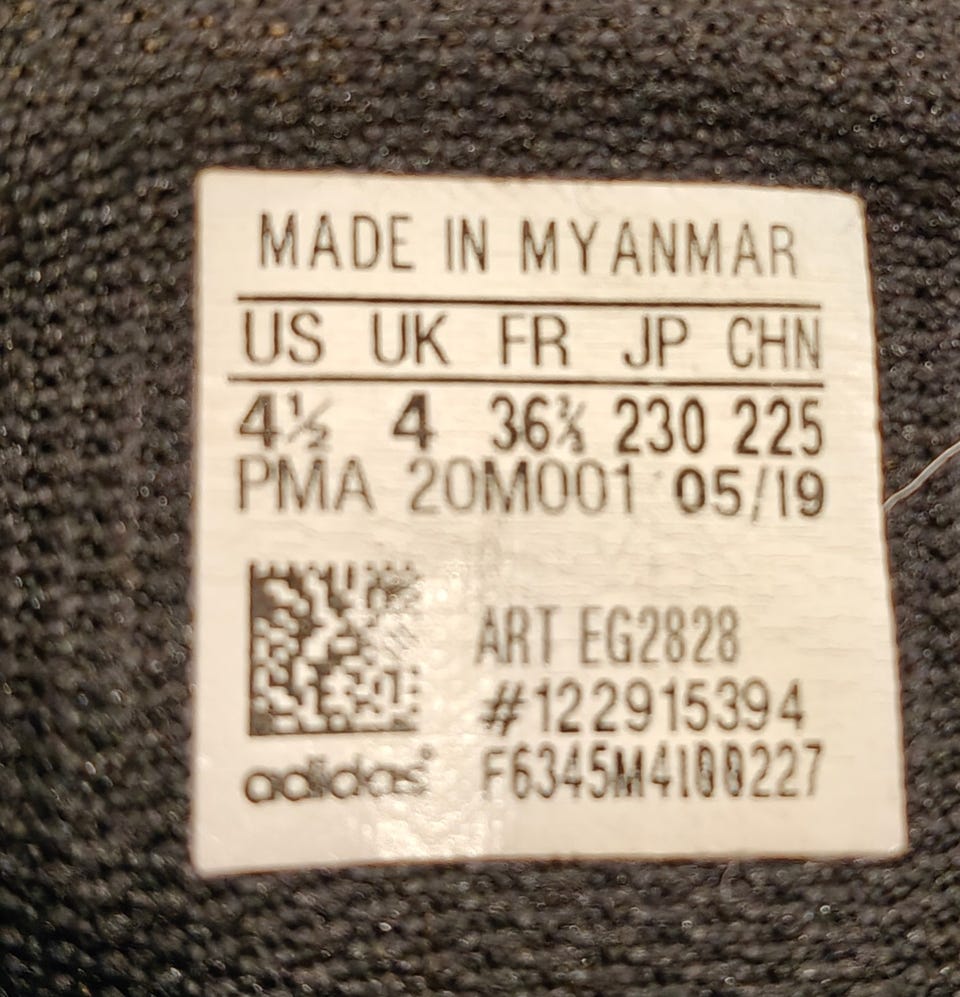 MADE IN MYANMAR
US UK FR JP CHN
4½ 4 36⅔ 230 225
PMA 20M001 05/19
ART EG2828
#122915394
adidas® F6345M4100227